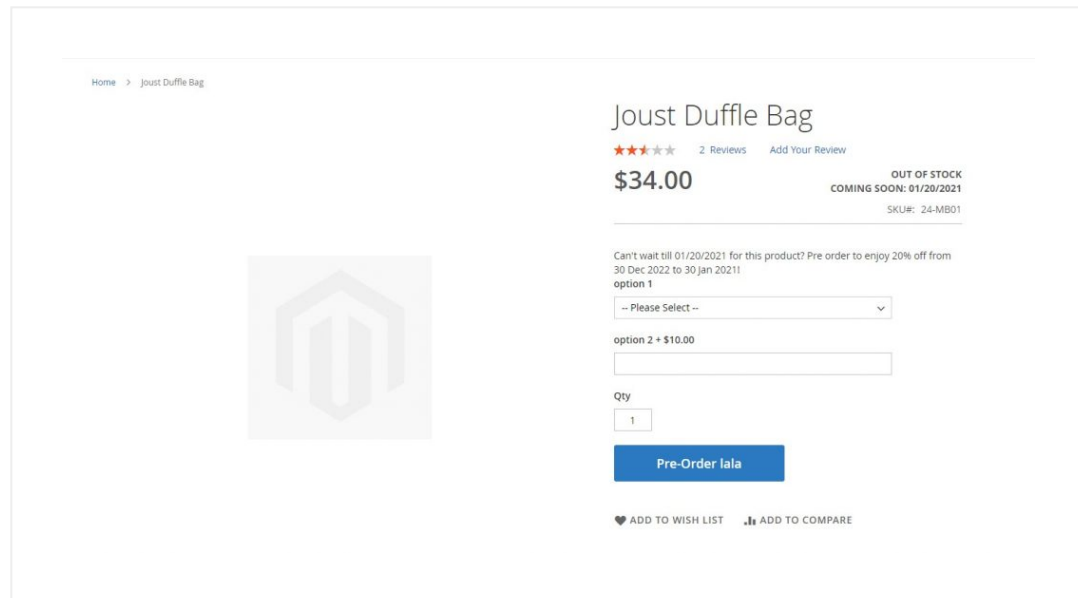 Home > Joust Duffle Bag
Joust Duffle Bag
2 Reviews Add Your Review
$34.00
OUT OF STOCK
COMING SOON: 01/20/2021
SKU#: 24-MB01
Can't wait till 01/20/2021 for this product? Pre order to enjoy 20% off from
30 Dec 2022 to 30 Jan 2021!
option 1
-- Please Select --
option 2 + $10.00
Qty
1
Pre-Order lala
ADD TO WISH LIST ADD TO COMPARE